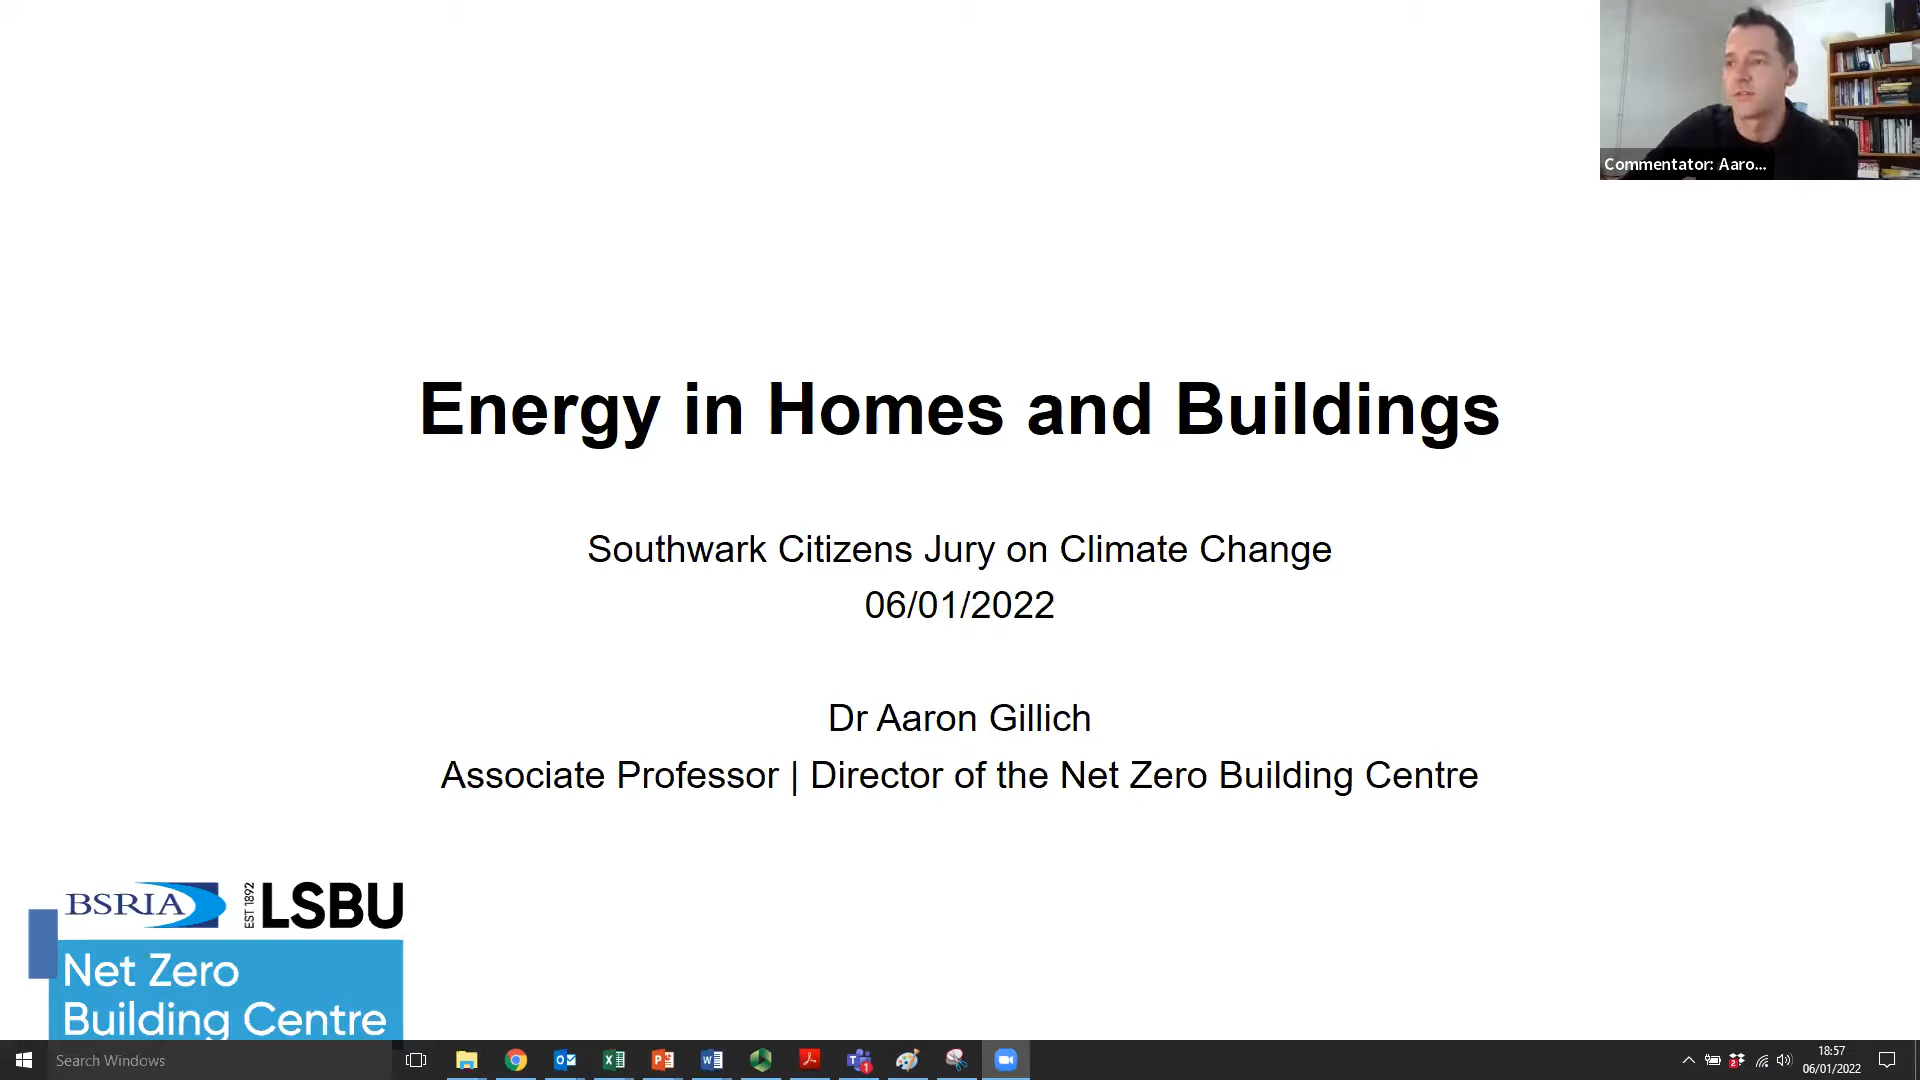 Commentator: Aaro...
Energy in Homes and Buildings
Southwark Citizens Jury on Climate Change
06/01/2022
Dr Aaron Gillich
Associate Professor | Director of the Net Zero Building Centre
BSRIA
EST 1892
LSBU
Net Zero
Building Centre
Search Windows
18:57
06/01/2022